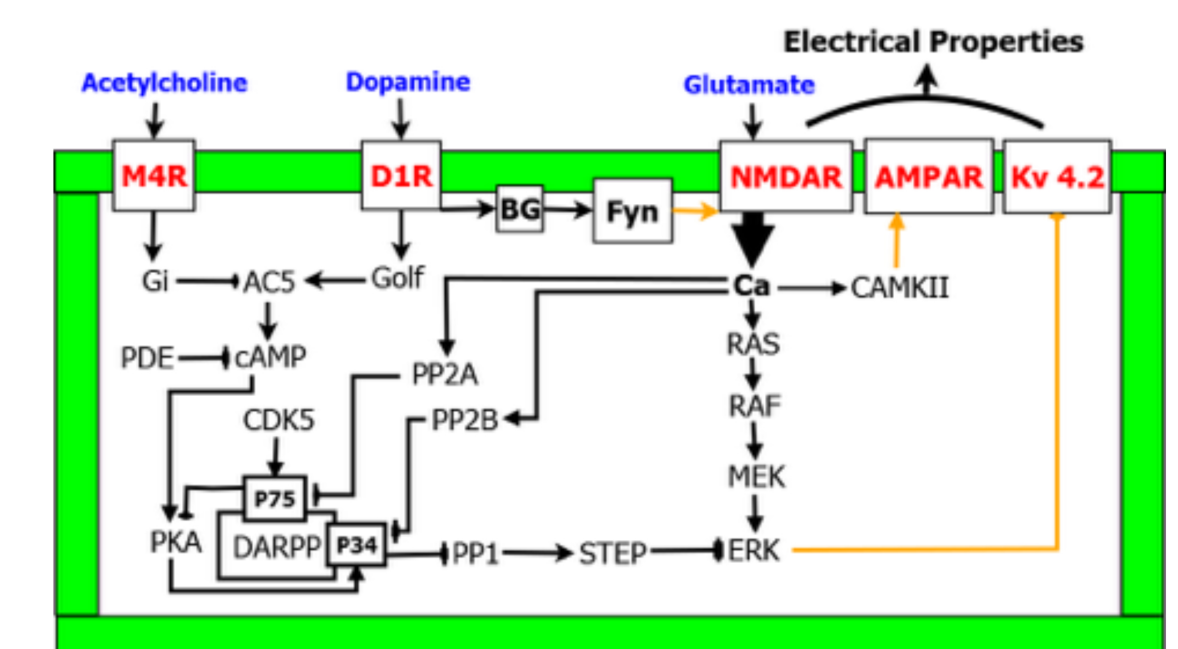 Electrical Properties
Acetylcholine
Dopamine
Glutamate
M4R
D1R
NMDAR
AMPAR
Kv 4.2
BG
Fyn
Gi
AC5
Golf
Ca
CAMKII
PDE
cAMP
PP2A
RAS
CDK5
PP2B
RAF
P75
MEK
PKA
DARPP
P34
PP1
STEP
ERK